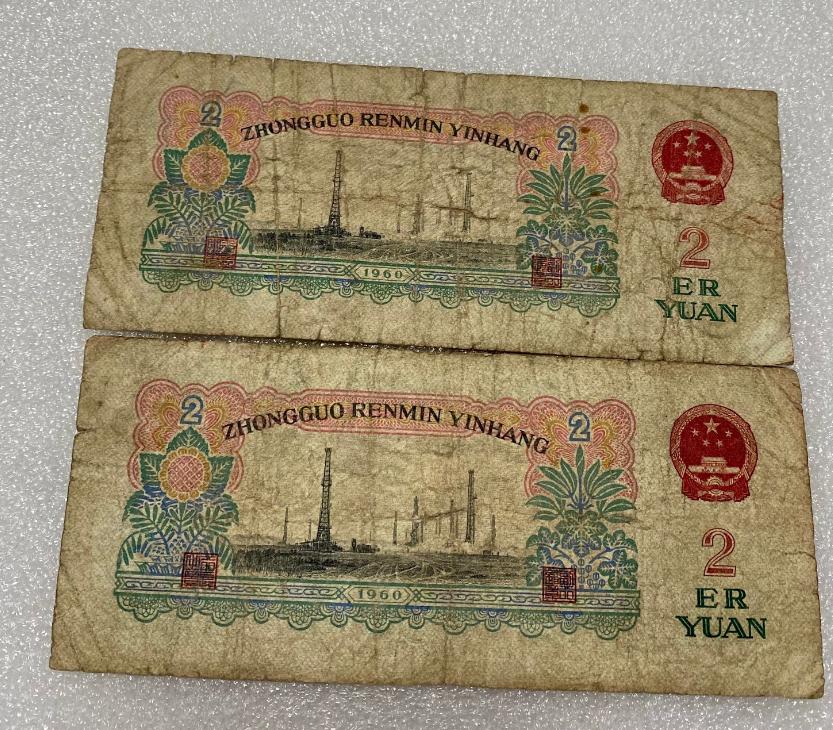 2 ZHONGGUO RENMIN YINHANG 2
2
ER
YUAN
1960
2 ZHONGGUO RENMIN YINHANG 2
2
ER
YUAN
1960